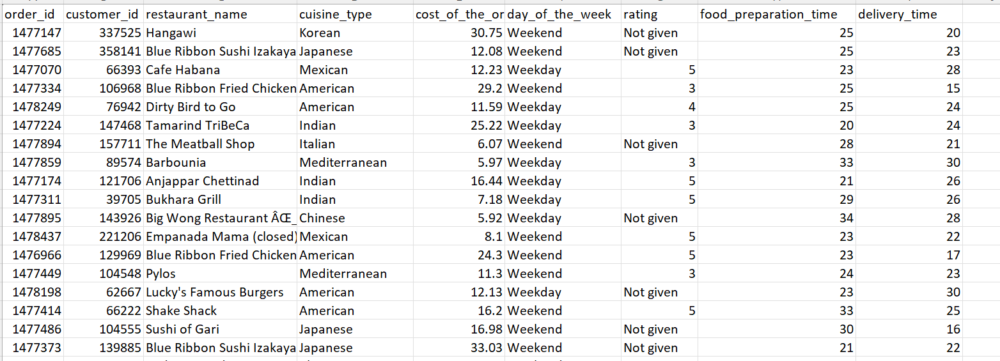 order_id customer_id restaurant_name cuisine_type cost_of_the_or day_of_the_week rating food_preparation_time delivery_time
1477147 337525 Hangawi Korean 30.75 Weekend Not given 25 20
1477685 358141 Blue Ribbon Sushi Izakaya Japanese 12.08 Weekend Not given 25 23
1477070 66393 Cafe Habana Mexican 12.23 Weekday 5 23 28
1477334 106968 Blue Ribbon Fried Chicken American 29.2 Weekend 3 25 15
1478249 76942 Dirty Bird to Go American 11.59 Weekday 4 25 24
1477224 147468 Tamarind TriBeCa Indian 25.22 Weekday 3 20 24
1477894 157711 The Meatball Shop Italian 6.07 Weekend Not given 28 21
1477859 89574 Barbounia Mediterranean 5.97 Weekday 3 33 30
1477174 121706 Anjappar Chettinad Indian 16.44 Weekday 5 21 26
1477311 39705 Bukhara Grill Indian 7.18 Weekday 5 29 26
1477895 143926 Big Wong Restaurant ÂŒ_ Chinese 5.92 Weekday Not given 34 28
1478437 221206 Empanada Mama (closed) Mexican 8.1 Weekend 5 23 22
1476966 129969 Blue Ribbon Fried Chicken American 24.3 Weekend 5 23 17
1477449 104548 Pylos Mediterranean 11.3 Weekend 3 24 23
1478198 62667 Lucky's Famous Burgers American 12.13 Weekday Not given 23 30
1477414 66222 Shake Shack American 16.2 Weekend 5 33 25
1477486 104555 Sushi of Gari Japanese 16.98 Weekend Not given 30 16
1477373 139885 Blue Ribbon Sushi Izakaya Japanese 33.03 Weekend Not given 21 22